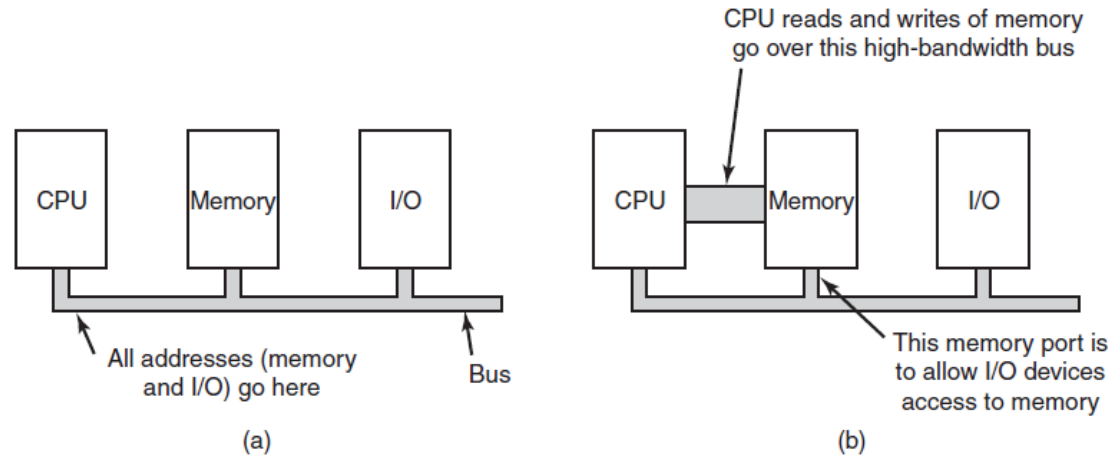 CPU reads and writes of memory
go over this high-bandwidth bus
CPU
Memory
I/O
CPU
Memory
I/O
All addresses (memory
and I/O) go here
Bus
This memory port is
to allow I/O devices
access to memory
(a)
(b)